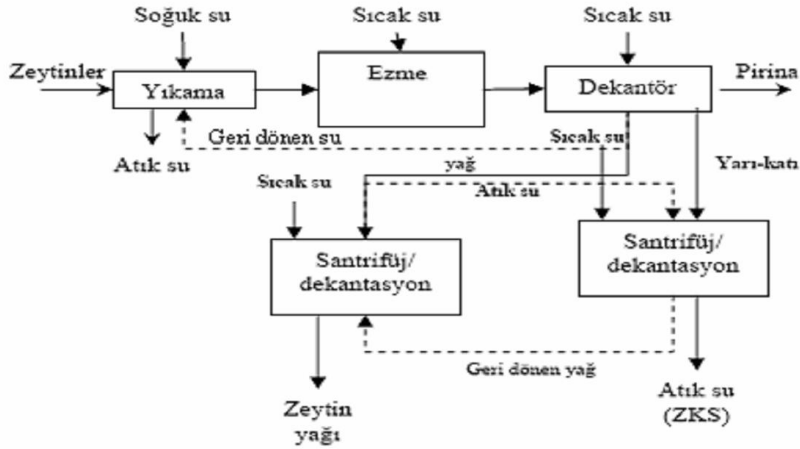 Soğuk su
Sıcak su
Sıcak su
Zeytinler
Yıkama
Ezme
Dekantör
Pirina
Geri dönen su
Sıcak su
Atık su
yağ
Yarı-katı
Sıcak su
Atık su
Santrifüj/
dekantasyon
Santrifüj/
dekantasyon
Geri dönen yağ
Zeytin
yağı
Atık su
(ZKS)